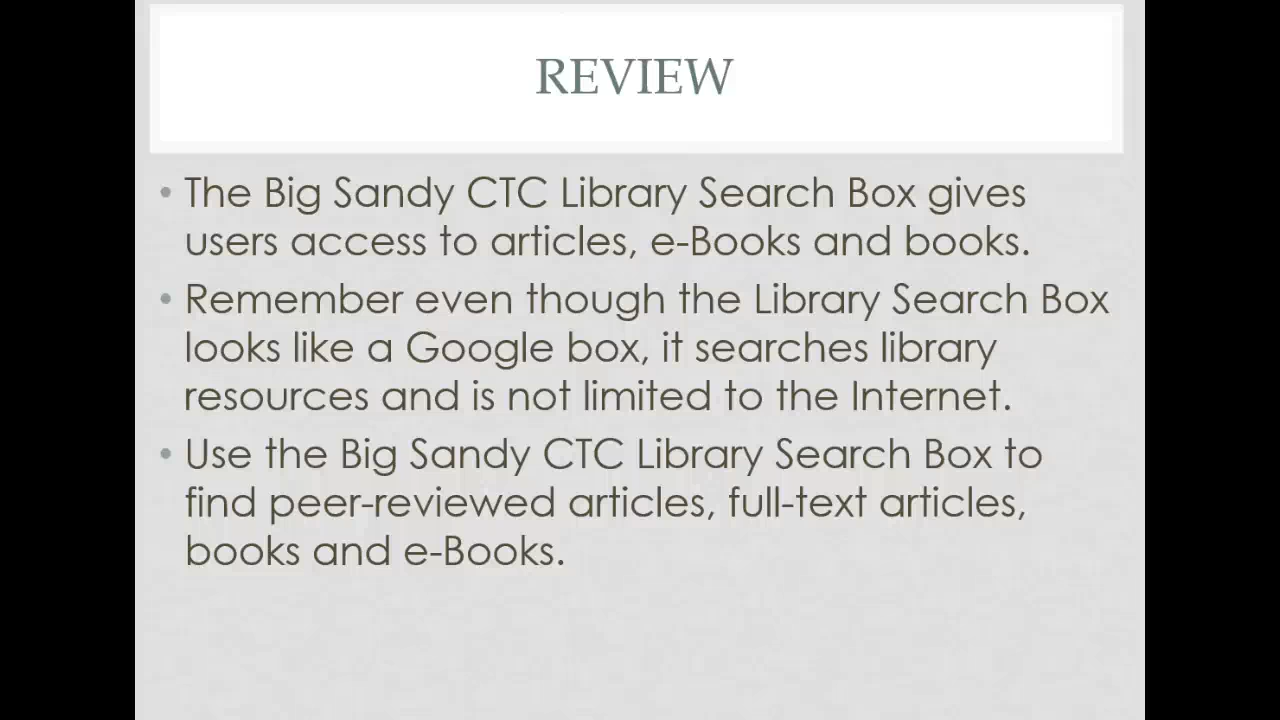 REVIEW
• The Big Sandy CTC Library Search Box gives
users access to articles, e-Books and books.
• Remember even though the Library Search Box
looks like a Google box, it searches library
resources and is not limited to the Internet.
• Use the Big Sandy CTC Library Search Box to
find peer-reviewed articles, full-text articles,
books and e-Books.